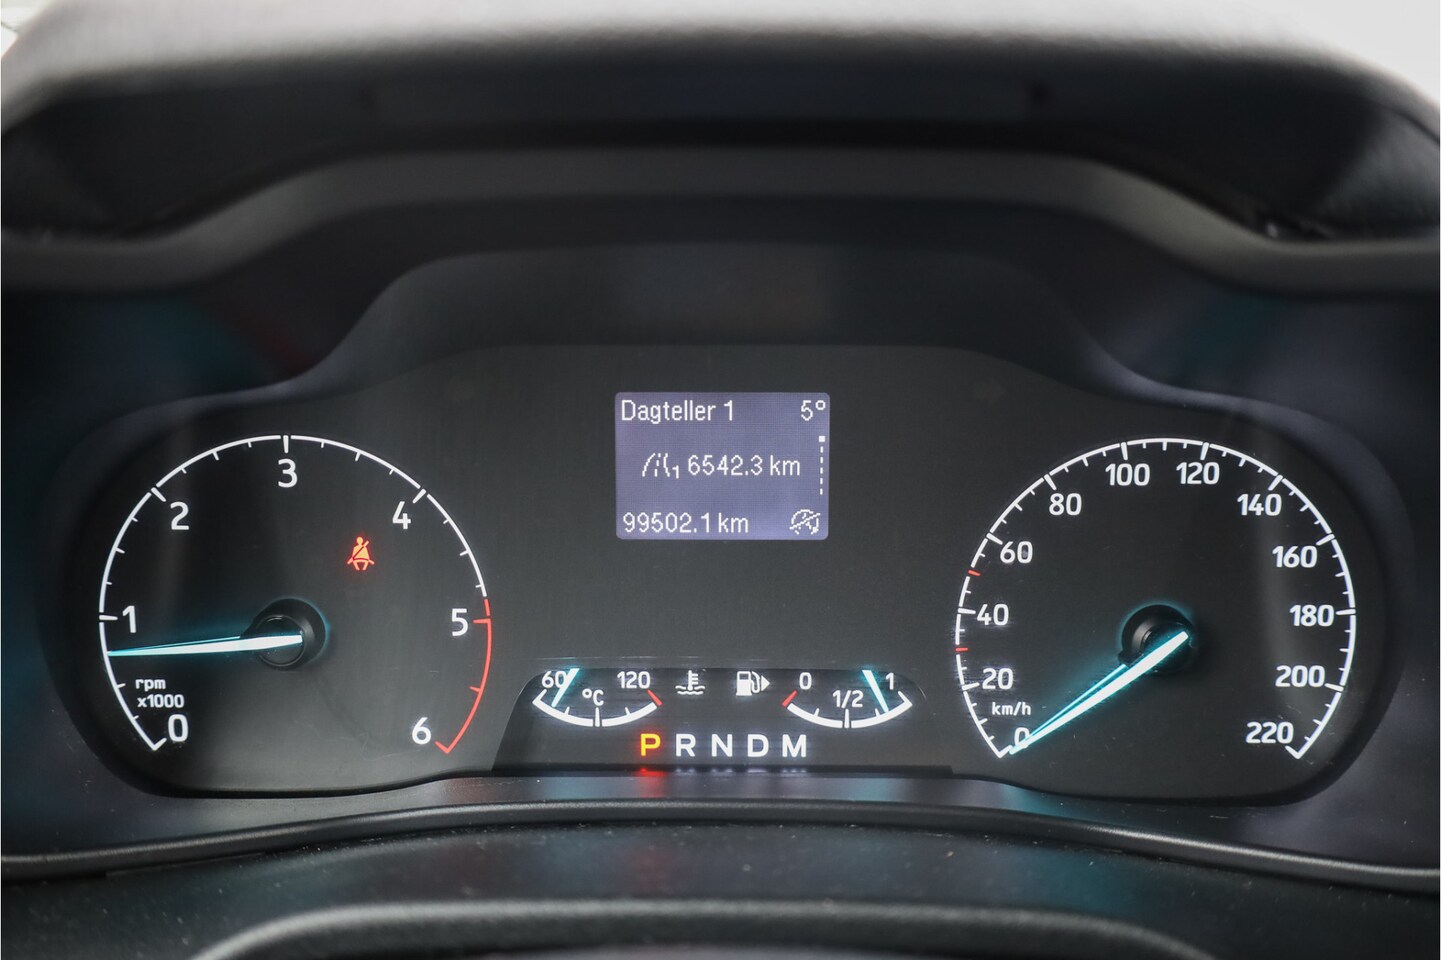 Dagteller 1 5°
1 6542.3 km
99502.1 km
0 1 2 3 4 5 6
rpm
x1000
60 120
°C
0 1/2 1
P R N D M
0 20 40 60 80 100 120 140 160 180 200 220
km/h